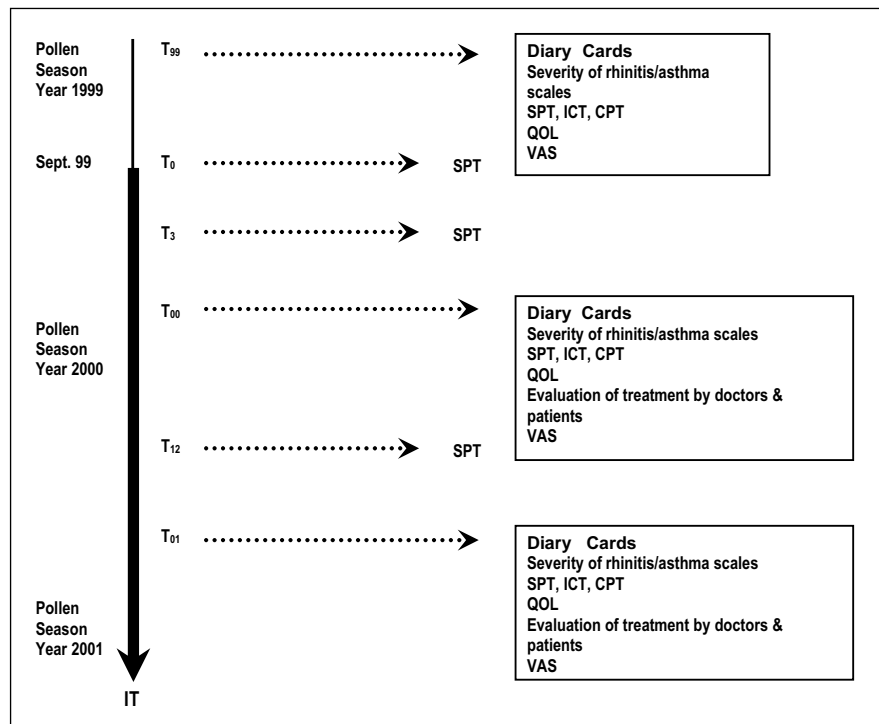 Pollen
Season
Year 1999
T99
Diary Cards
Severity of rhinitis/asthma
scales
SPT, ICT, CPT
QOL
VAS
Sept. 99
T0
SPT
T3
SPT
Pollen
Season
Year 2000
T00
Diary Cards
Severity of rhinitis/asthma scales
SPT, ICT, CPT
QOL
Evaluation of treatment by doctors &
patients
VAS
T12
SPT
T01
Diary Cards
Severity of rhinitis/asthma scales
SPT, ICT, CPT
QOL
Evaluation of treatment by doctors &
patients
VAS
Pollen
Season
Year 2001
IT